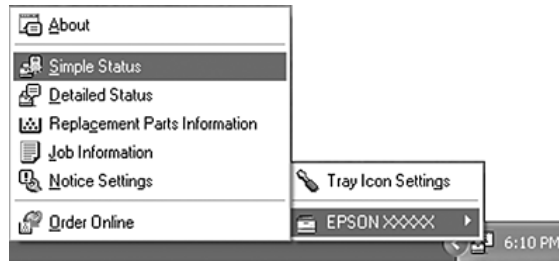 About
Simple Status
Detailed Status
Replacement Parts Information
Job Information
Notice Settings
Order Online
Tray Icon Settings
EPSON XXXXX
6:10 PM